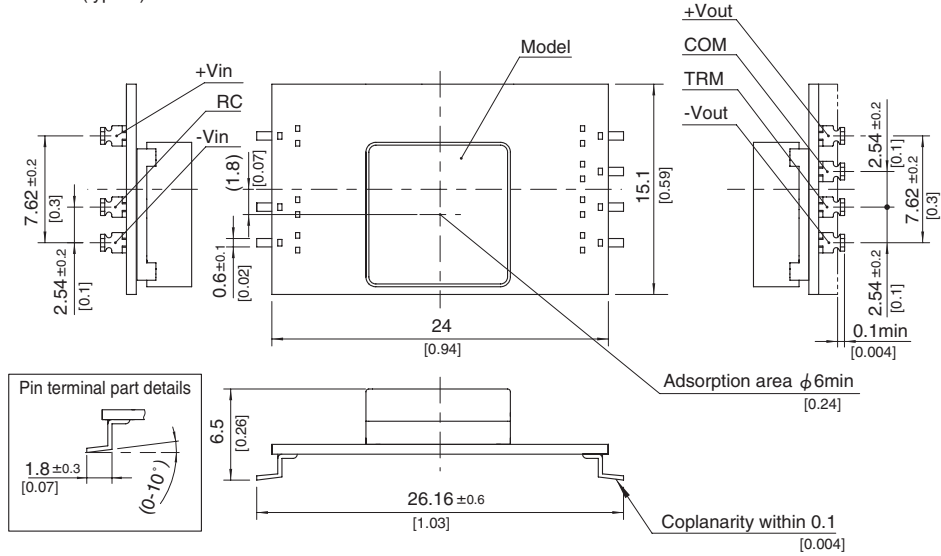 +Vin
RC
-Vin
7.62 ±0.2
[0.3]
2.54 ±0.2
[0.1]
Model
(1.8)
[0.07]
0.6 ±0.1
[0.02]
15.1
[0.59]
24
[0.94]
+Vout
COM
TRM
-Vout
2.54 ±0.2
[0.1]
7.62 ±0.2
[0.3]
2.54 ±0.2
[0.1]
0.1min
[0.004]
Adsorption area ϕ6min
[0.24]
Pin terminal part details
1.8 ±0.3
[0.07]
(0-10°)
6.5
[0.26]
26.16 ±0.6
[1.03]
Coplanarity within 0.1
[0.004]